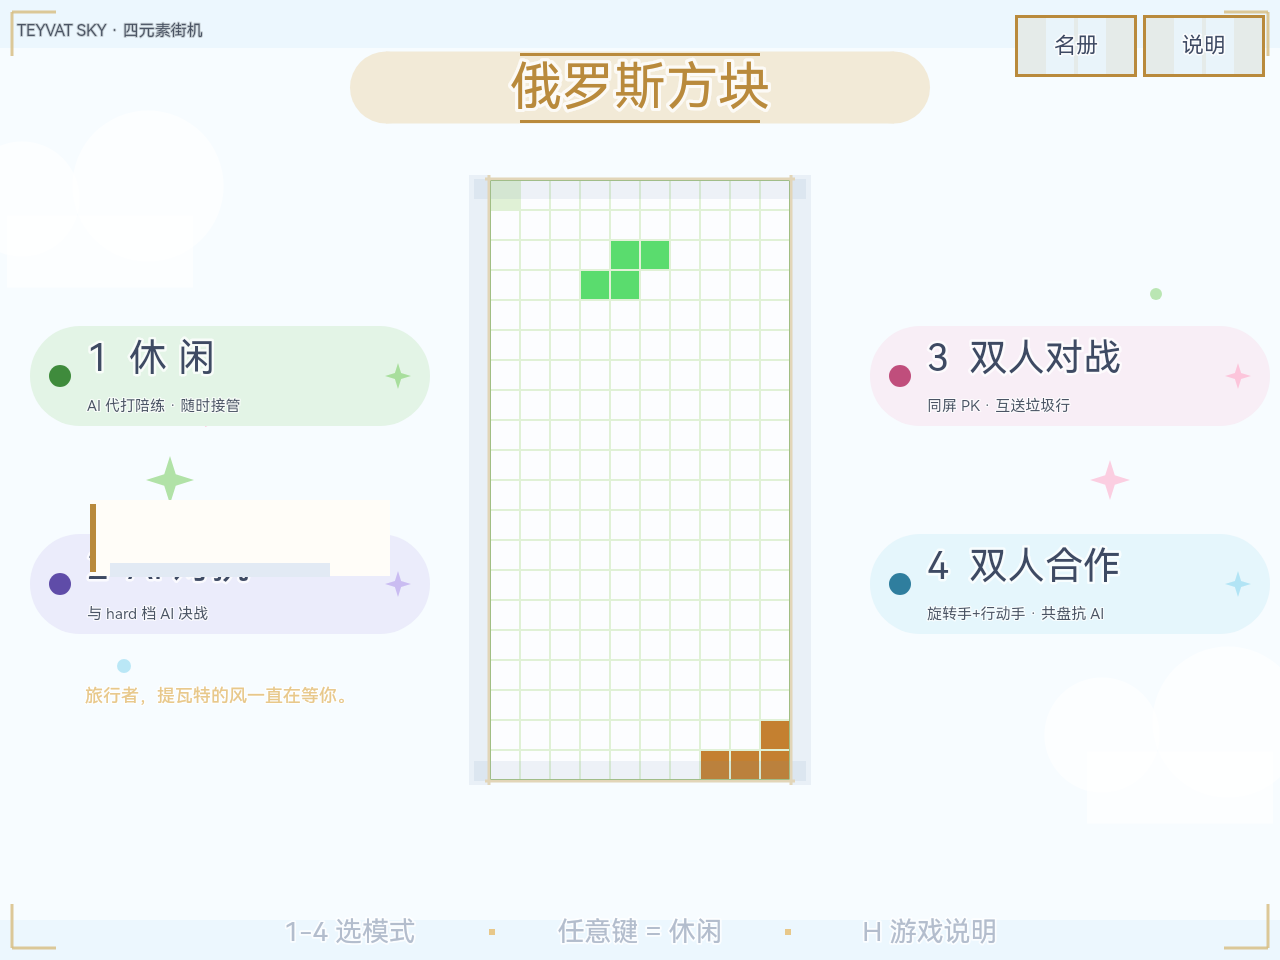 TEYVAT SKY · 四元素街机
名册
说明
俄罗斯方块
1 休 闲
AI 代打陪练 · 随时接管
3 双人对战
同屏 PK · 互送垃圾行
与 hard 档 AI 决战
4 双人合作
旋转手+行动手 · 共盘抗 AI
旅行者，提瓦特的风一直在等你。
1-4 选模式
任意键 = 休闲
H 游戏说明